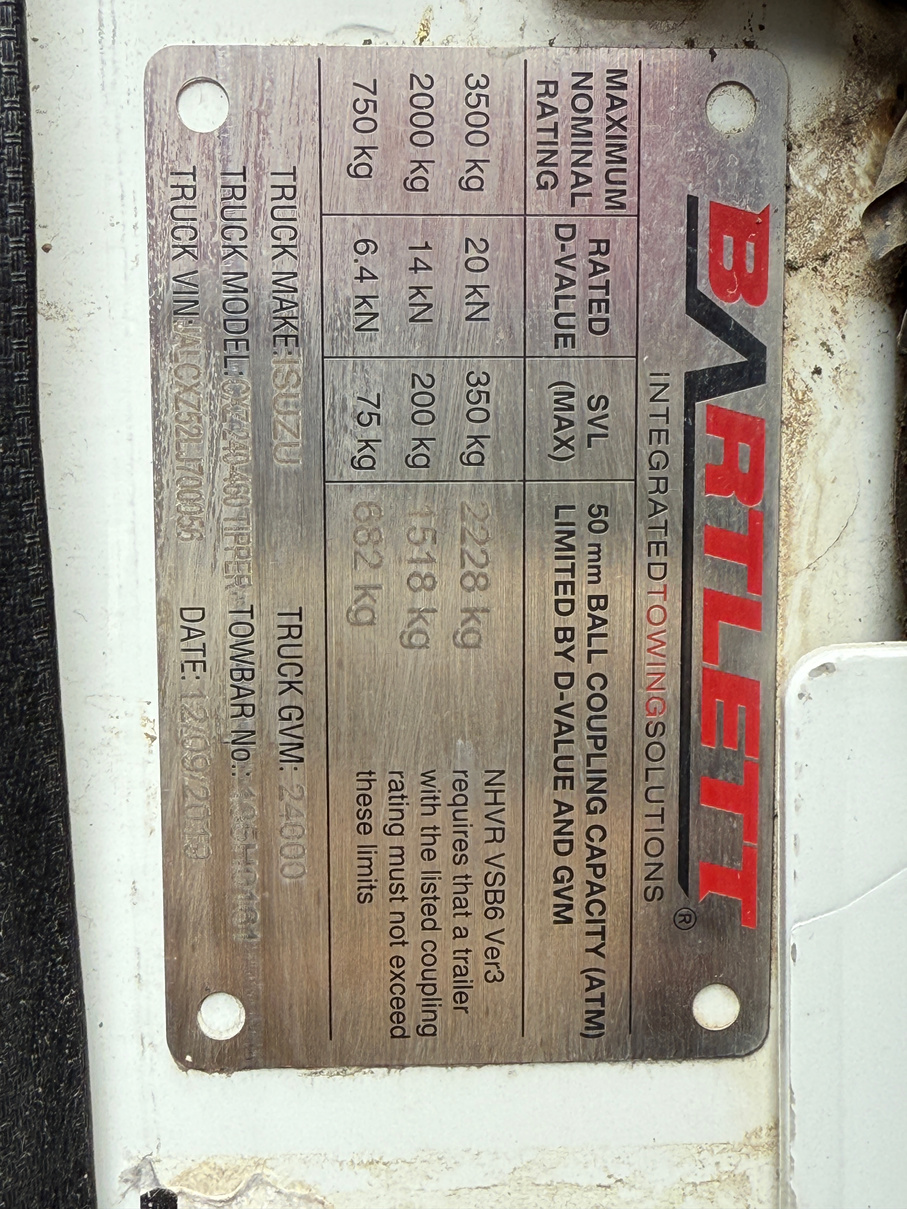 BARTLETT®
INTEGRATEDTOWINGSOLUTIONS
MAXIMUM NOMINAL RATING
RATED D-VALUE
SVL (MAX)
50 mm BALL COUPLING CAPACITY (ATM) LIMITED BY D-VALUE AND GVM
3500 kg 20 kN 350 kg 2228 kg
2000 kg 14 kN 200 kg 1518 kg
750 kg 6.4 kN 75 kg 682 kg
NHVR VSB6 Ver3
requires that a trailer
with the listed coupling
rating must not exceed
these limits
TRUCK MAKE: ISUZU TRUCK GVM: 24000
TRUCK MODEL: TIPPER TOWBAR No.:
TRUCK VIN: DATE: 12/09/2019